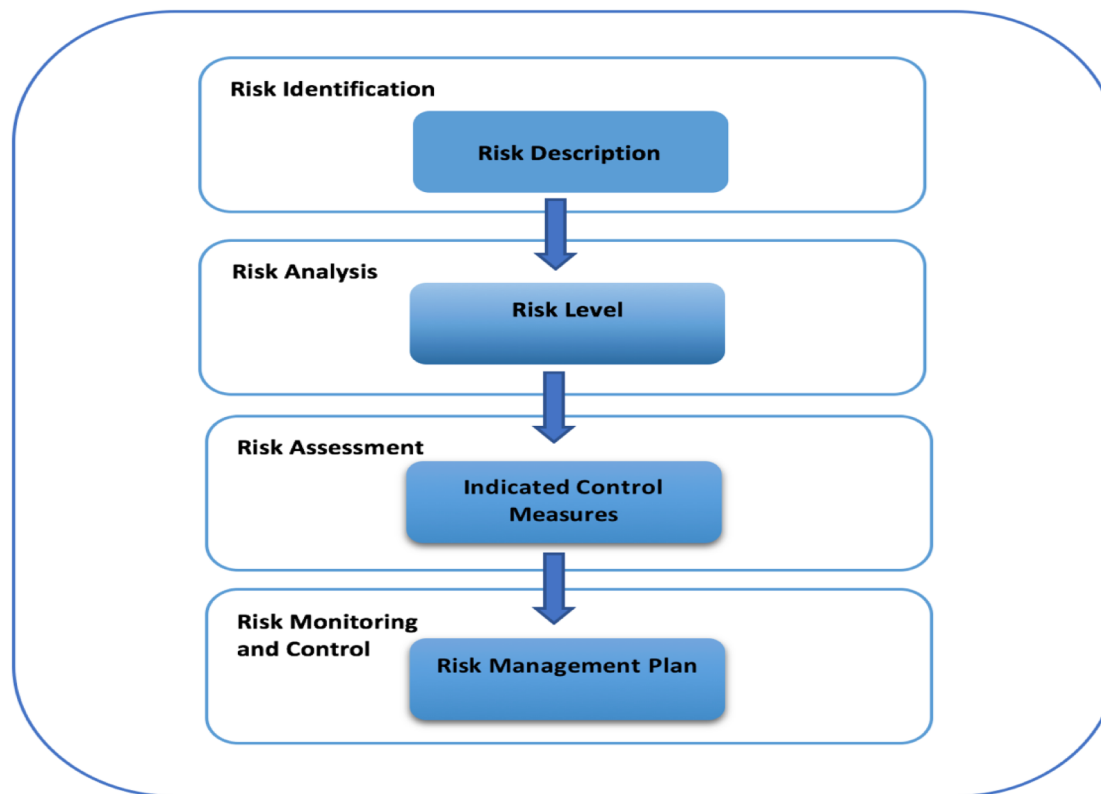 Risk Identification
Risk Description
Risk Analysis
Risk Level
Risk Assessment
Indicated Control
Measures
Risk Monitoring
and Control
Risk Management Plan